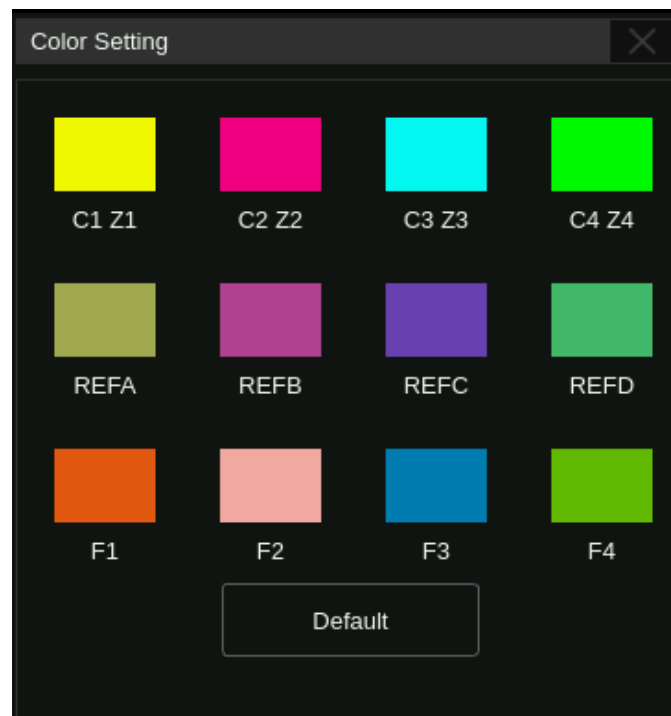 Color Setting
C1 Z1 C2 Z2 C3 Z3 C4 Z4
REFA REFB REFC REFD
F1 F2 F3 F4
Default